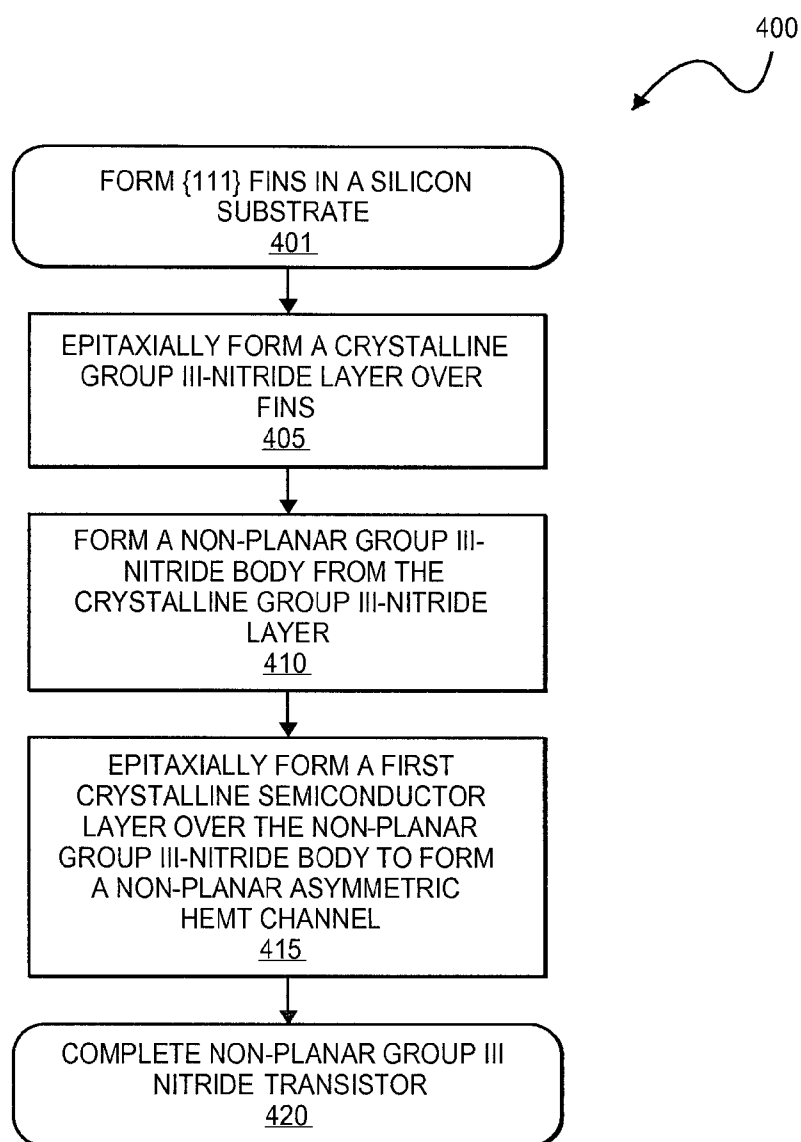 400
FORM {111} FINS IN A SILICON
SUBSTRATE
401
EPITAXIALLY FORM A CRYSTALLINE
GROUP III-NITRIDE LAYER OVER
FINS
405
FORM A NON-PLANAR GROUP III-
NITRIDE BODY FROM THE
CRYSTALLINE GROUP III-NITRIDE
LAYER
410
EPITAXIALLY FORM A FIRST
CRYSTALLINE SEMICONDUCTOR
LAYER OVER THE NON-PLANAR
GROUP III-NITRIDE BODY TO FORM
A NON-PLANAR ASYMMETRIC
HEMT CHANNEL
415
COMPLETE NON-PLANAR GROUP III
NITRIDE TRANSISTOR
420